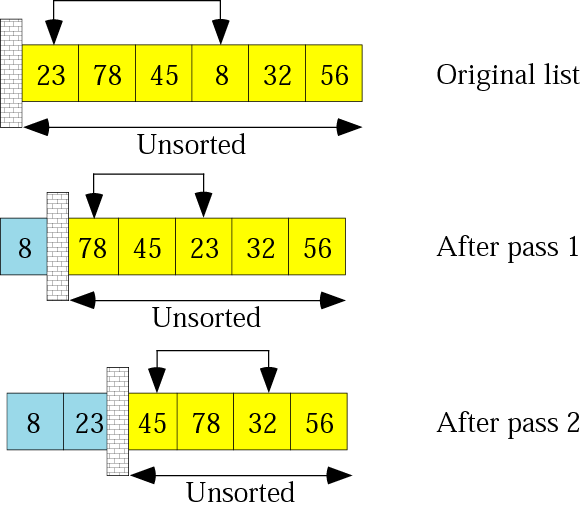 23 78 45 8 32 56 Original list
Unsorted
8 78 45 23 32 56 After pass 1
Unsorted
8 23 45 78 32 56 After pass 2
Unsorted